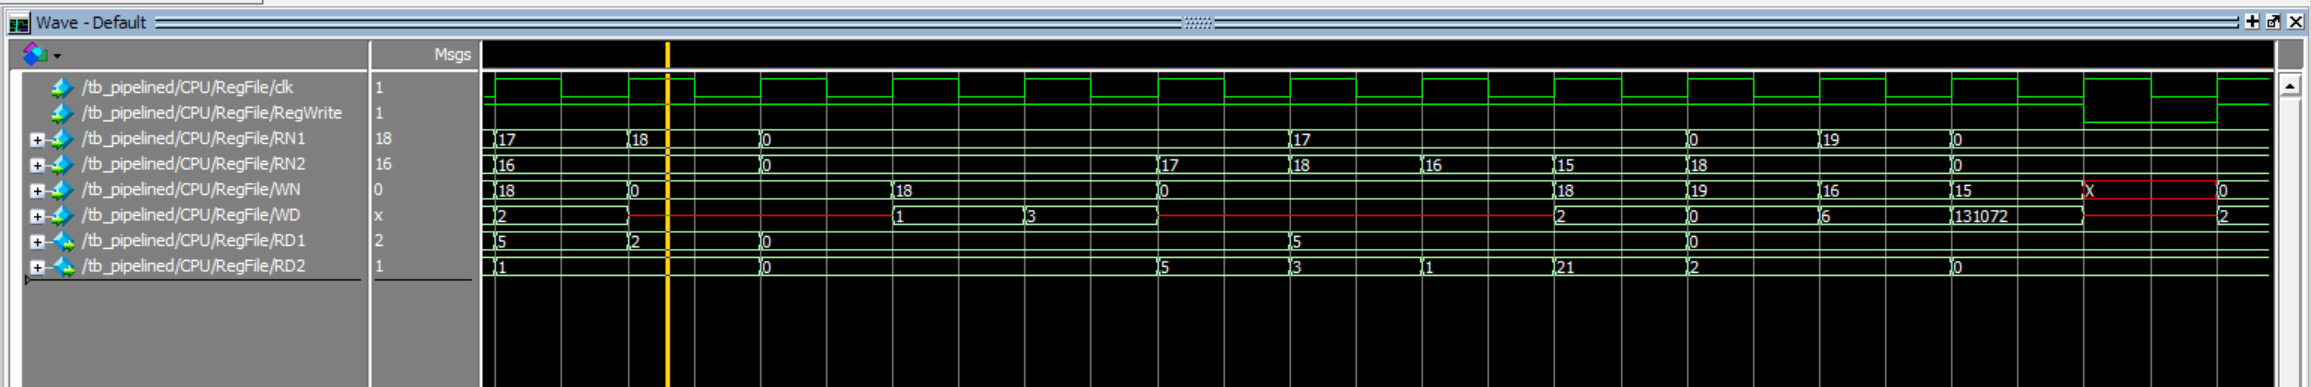 Wave - Default
Msgs
/tb_pipelined/CPU/RegFile/clk 1
/tb_pipelined/CPU/RegFile/RegWrite 1
/tb_pipelined/CPU/RegFile/RN1 18 17 18 0 17 0 19 0
/tb_pipelined/CPU/RegFile/RN2 16 16 0 17 18 16 15 18 0
/tb_pipelined/CPU/RegFile/WN 0 18 0 18 0 18 19 16 15 X 0
/tb_pipelined/CPU/RegFile/WD x 2 1 3 2 0 6 131072 2
/tb_pipelined/CPU/RegFile/RD1 2 5 2 0 5 0
/tb_pipelined/CPU/RegFile/RD2 1 1 0 5 3 1 21 2 0